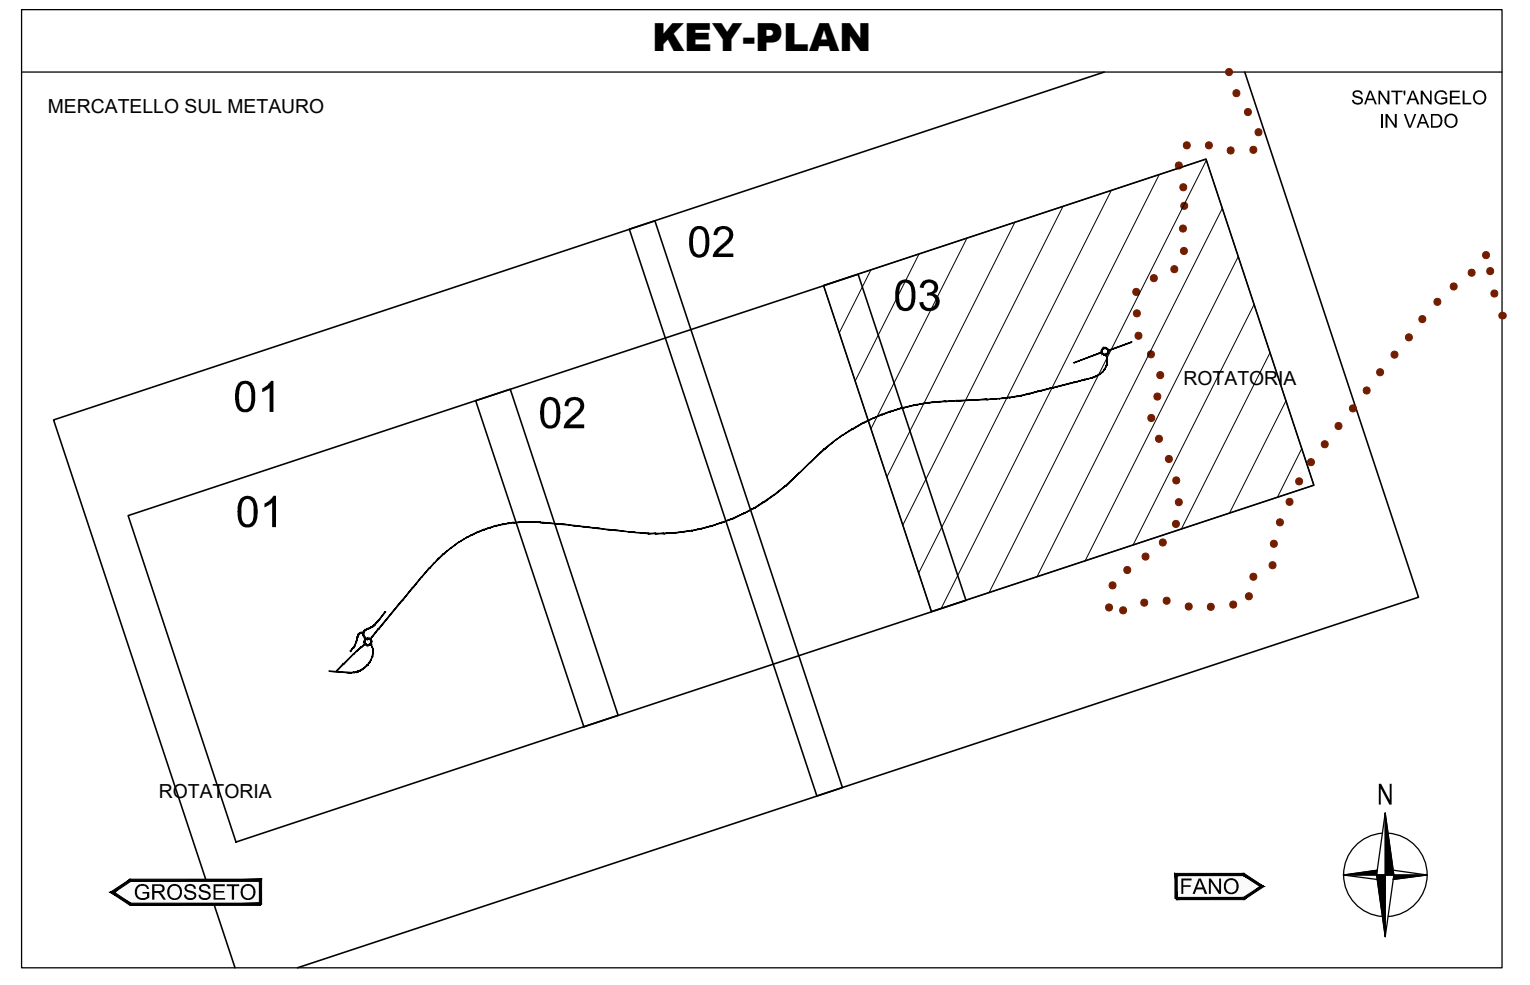 KEY-PLAN
MERCATELLO SUL METAURO
SANT'ANGELO
IN VADO
02
03
01
02
01
ROTATORIA
ROTATORIA
N
GROSSETO
FANO